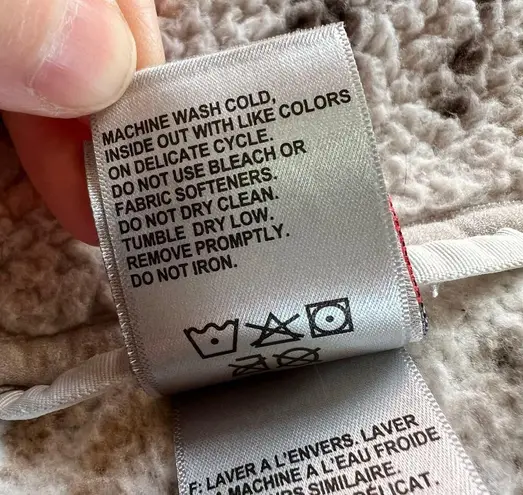 MACHINE WASH COLD,
INSIDE OUT WITH LIKE COLORS
ON DELICATE CYCLE.
DO NOT USE BLEACH OR
FABRIC SOFTENERS.
DO NOT DRY CLEAN.
TUMBLE DRY LOW.
REMOVE PROMPTLY.
DO NOT IRON.
F: LAVER A L'ENVERS. LAVER
MACHINE A L'EAU FROIDE
SIMILAIRE.